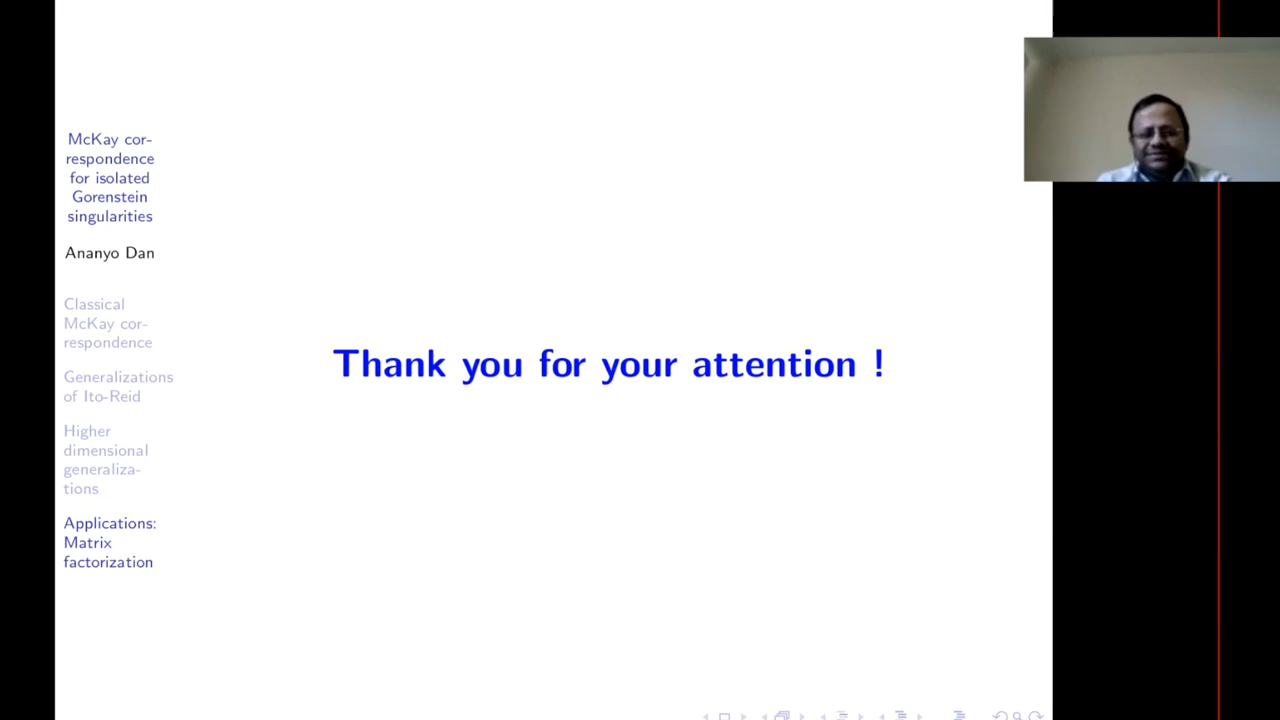 McKay cor-
respondence
for isolated
Gorenstein
singularities
Ananyo Dan
Classical
McKay cor-
respondence
Generalizations
of Ito-Reid
Higher
dimensional
generaliza-
tions
Applications:
Matrix
factorization
Thank you for your attention !